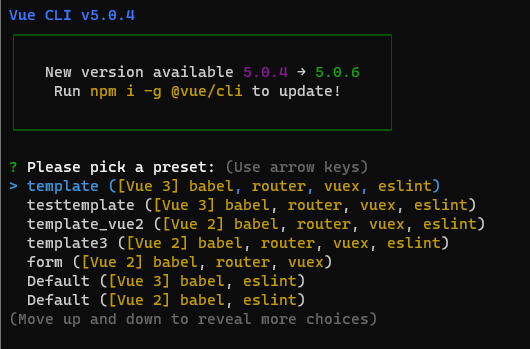 Vue CLI v5.0.4
New version available 5.0.4 → 5.0.6
Run npm i -g @vue/cli to update!
? Please pick a preset: (Use arrow keys)
> template ([Vue 3] babel, router, vuex, eslint)
testtemplate ([Vue 3] babel, router, vuex, eslint)
template_vue2 ([Vue 2] babel, router, vuex, eslint)
template3 ([Vue 2] babel, router, vuex, eslint)
form ([Vue 2] babel, router, vuex)
Default ([Vue 3] babel, eslint)
Default ([Vue 2] babel, eslint)
(Move up and down to reveal more choices)